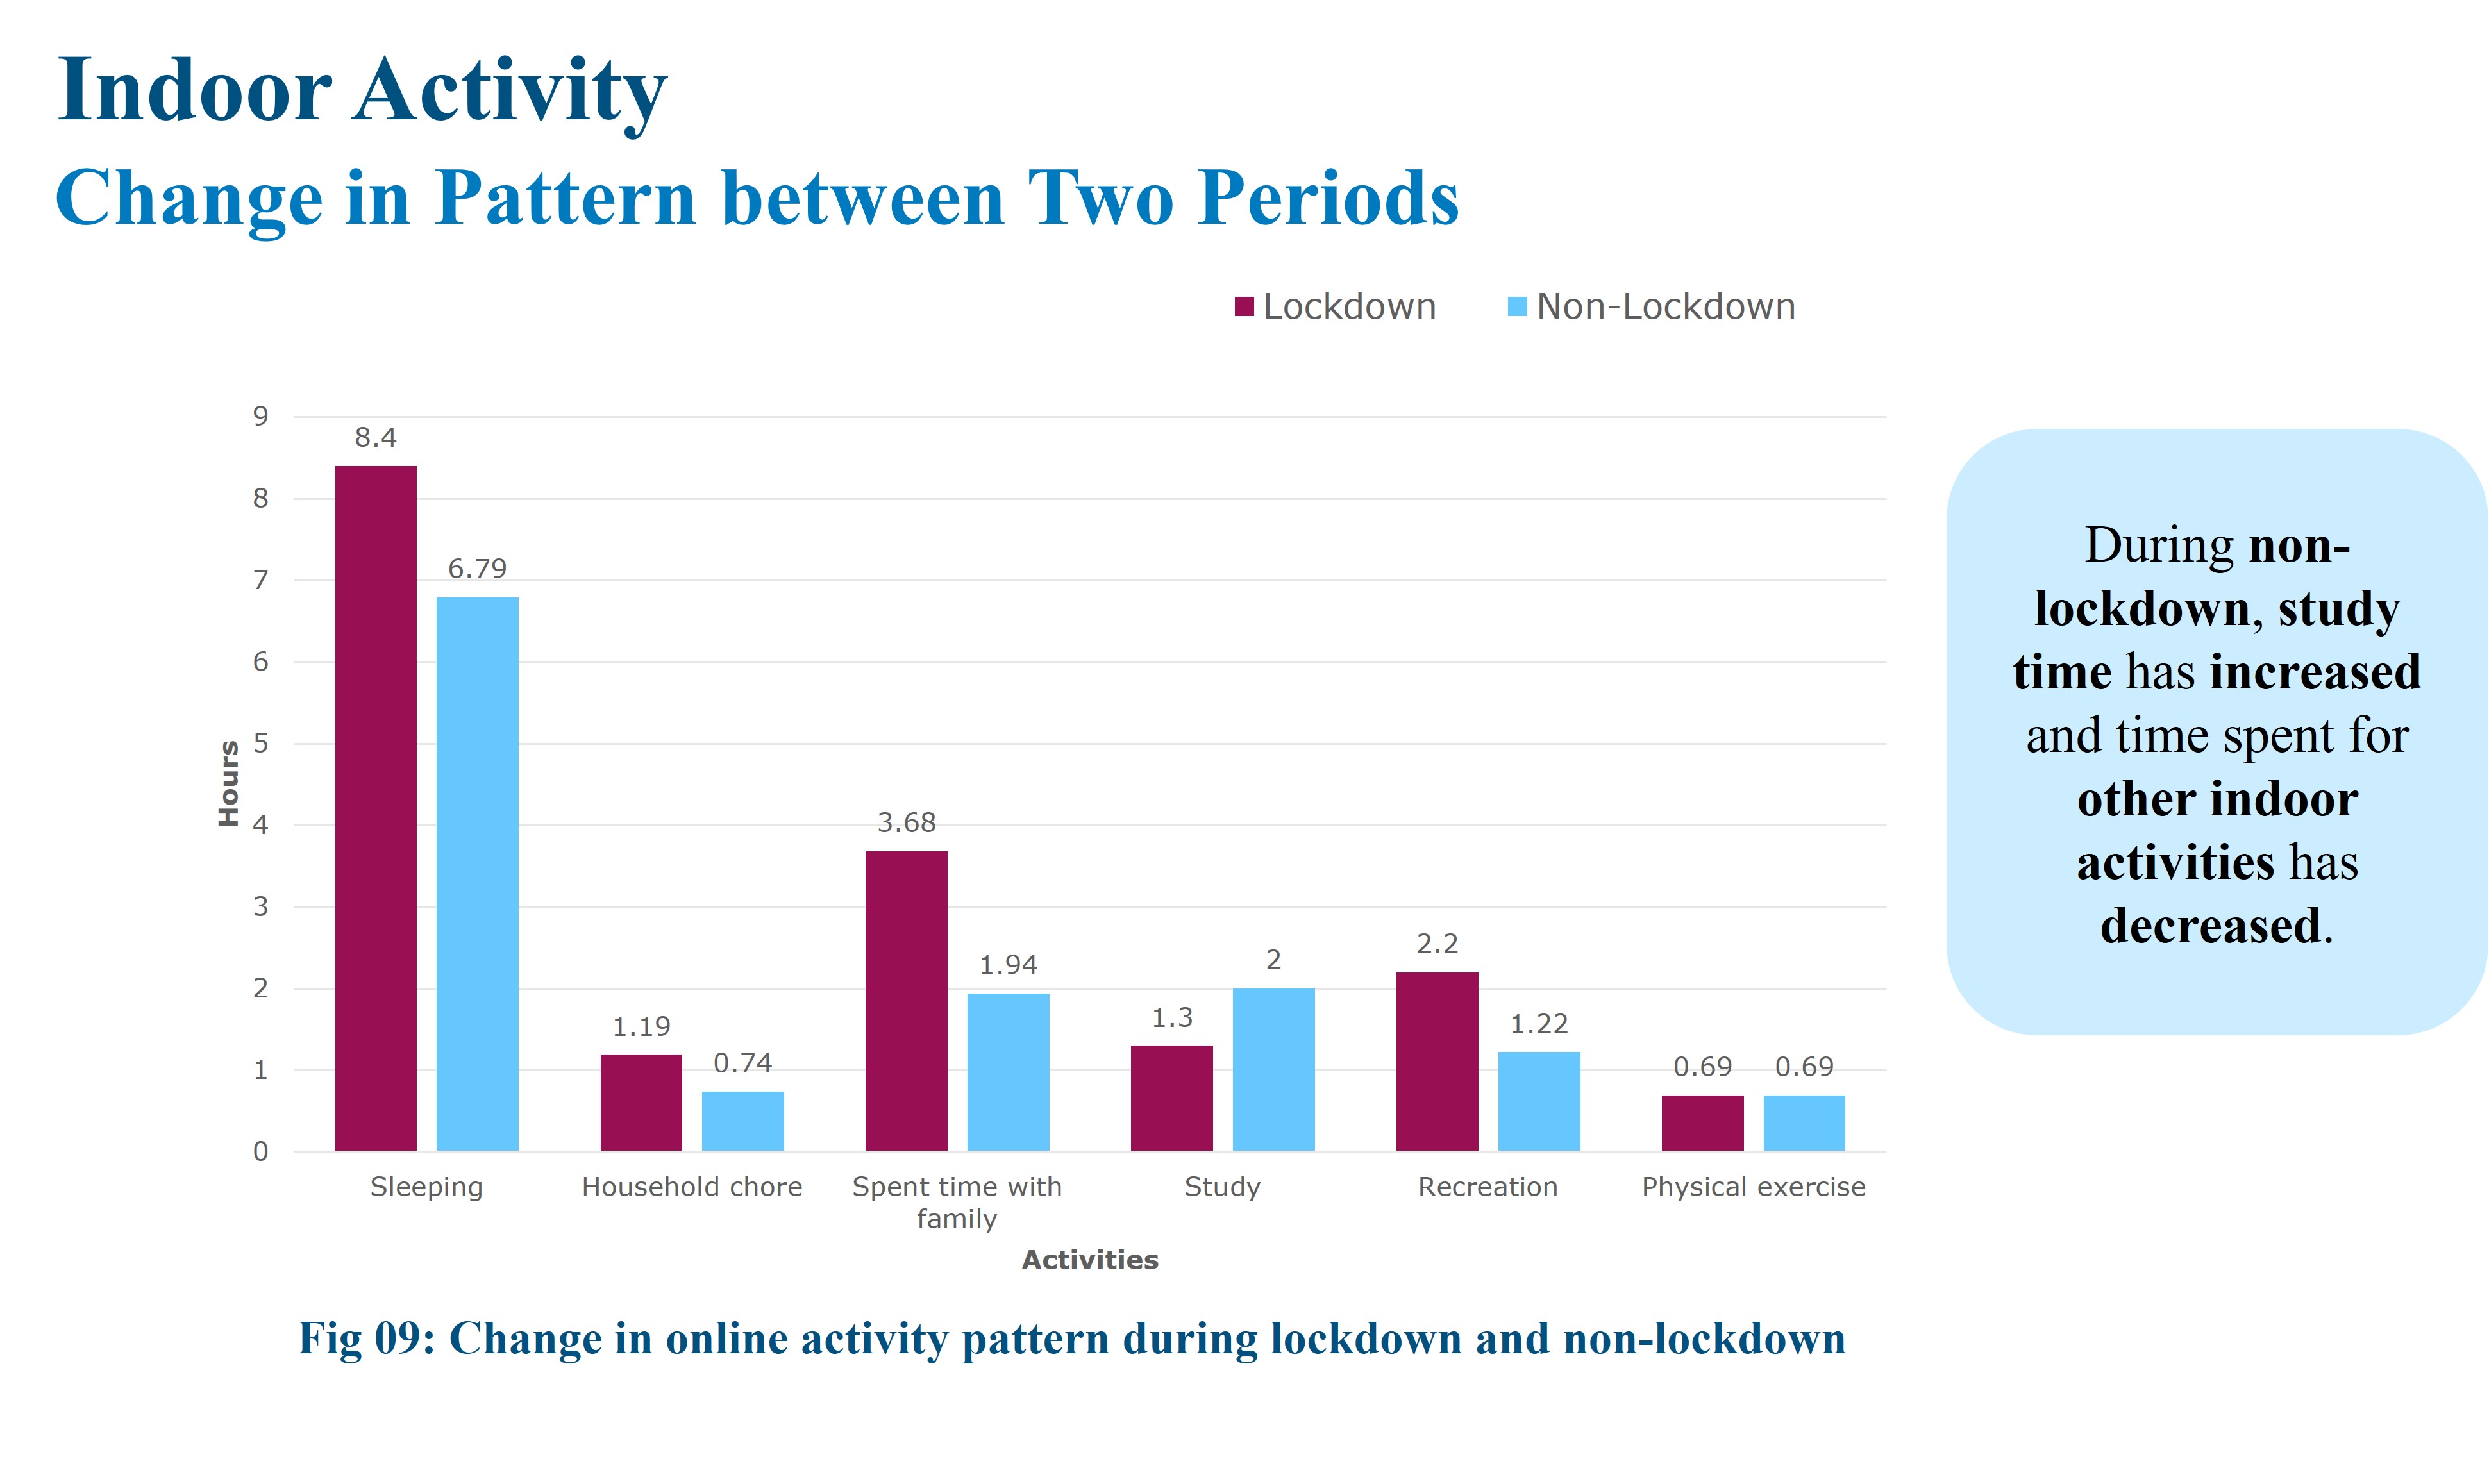 Indoor Activity
Change in Pattern between Two Periods
Lockdown
Non-Lockdown
9
8
7
6
5
4
3
2
1
0
Hours
8.4
6.79
1.19
0.74
3.68
1.94
1.3
2
2.2
1.22
0.69
0.69
Sleeping
Household chore
Spent time with
family
Study
Recreation
Physical exercise
Activities
During non-
lockdown, study
time has increased
and time spent for
other indoor
activities has
decreased.
Fig 09: Change in online activity pattern during lockdown and non-lockdown